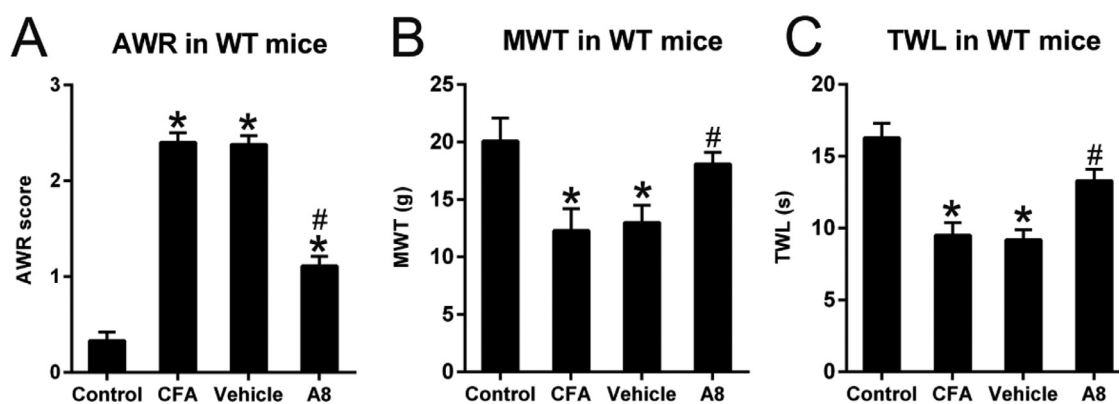 A
AWR in WT mice
AWR score
3
2
1
0
*
*
#
*
Control CFA Vehicle A8
B
MWT in WT mice
MWT (g)
25
20
15
10
5
0
*
*
#
Control CFA Vehicle A8
C
TWL in WT mice
TWL (s)
20
15
10
5
0
*
*
#
Control CFA Vehicle A8